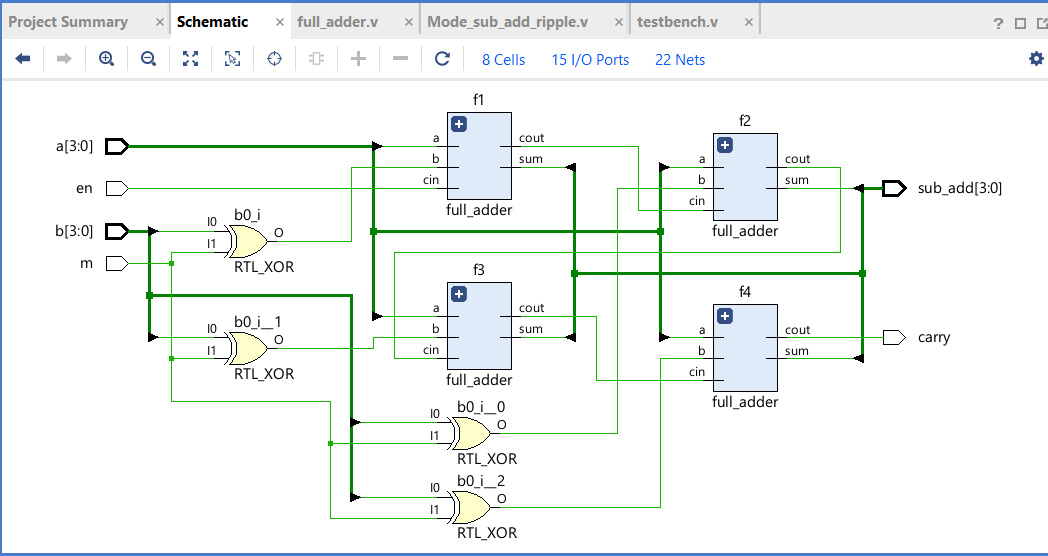 Project Summary × Schematic × full_adder.v × Mode_sub_add_ripple.v × testbench.v × ?
8 Cells 15 I/O Ports 22 Nets
f1
a[3:0]
a
b
cin
cout
sum
full_adder
en
b[3:0]
m
I0
I1
b0_i
O
RTL_XOR
f2
a
b
cin
cout
sum
full_adder
sub_add[3:0]
f3
a
b
cin
cout
sum
full_adder
I0
I1
b0_i__1
O
RTL_XOR
f4
a
b
cin
cout
sum
full_adder
carry
b0_i__0
I0
I1
O
RTL_XOR
b0_i__2
I0
I1
O
RTL_XOR